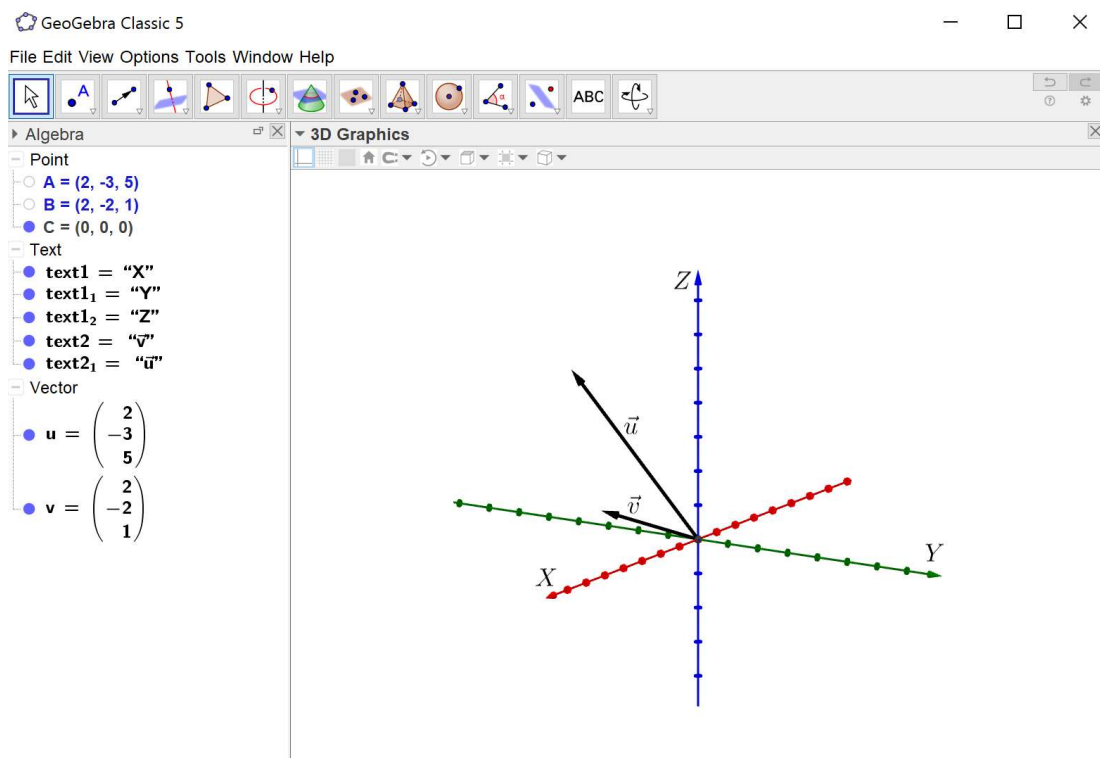 GeoGebra Classic 5
File Edit View Options Tools Window Help
A
α
ABC
Algebra
3D Graphics
Point
A = (2, -3, 5)
B = (2, -2, 1)
C = (0, 0, 0)
Text
text1 = “X”
text1₁ = “Y”
text1₂ = “Z”
text2 = “v⃗”
text2₁ = “u⃗”
Vector
u = ( 2
−3
5 )
v = ( 2
−2
1 )
Z
u⃗
v⃗
Y
X